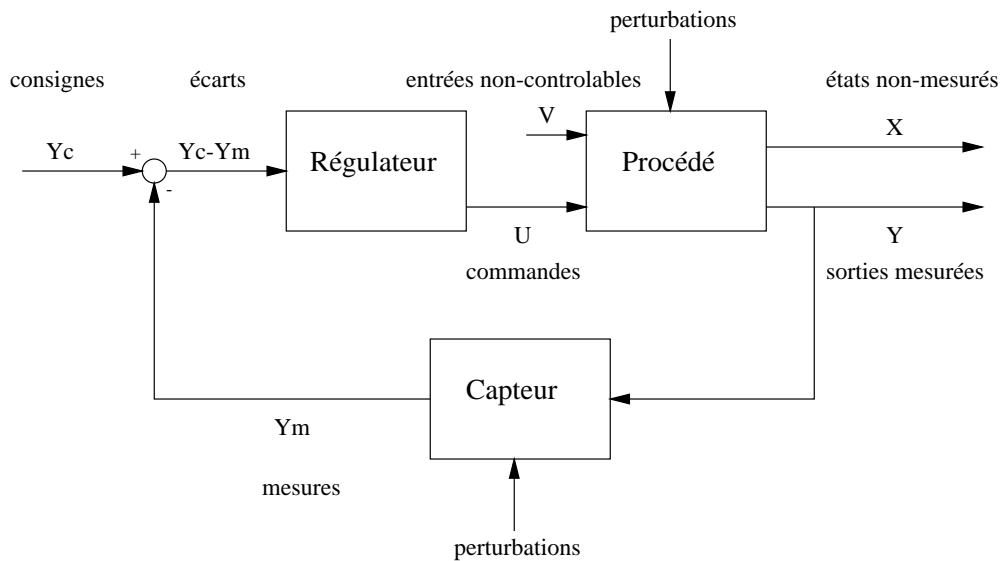 perturbations
consignes
écarts
entrées non-controlables
états non-mesurés
V
X
Yc
+
Yc-Ym
Régulateur
Procédé
-
U
Y
commandes
sorties mesurées
Capteur
Ym
mesures
perturbations